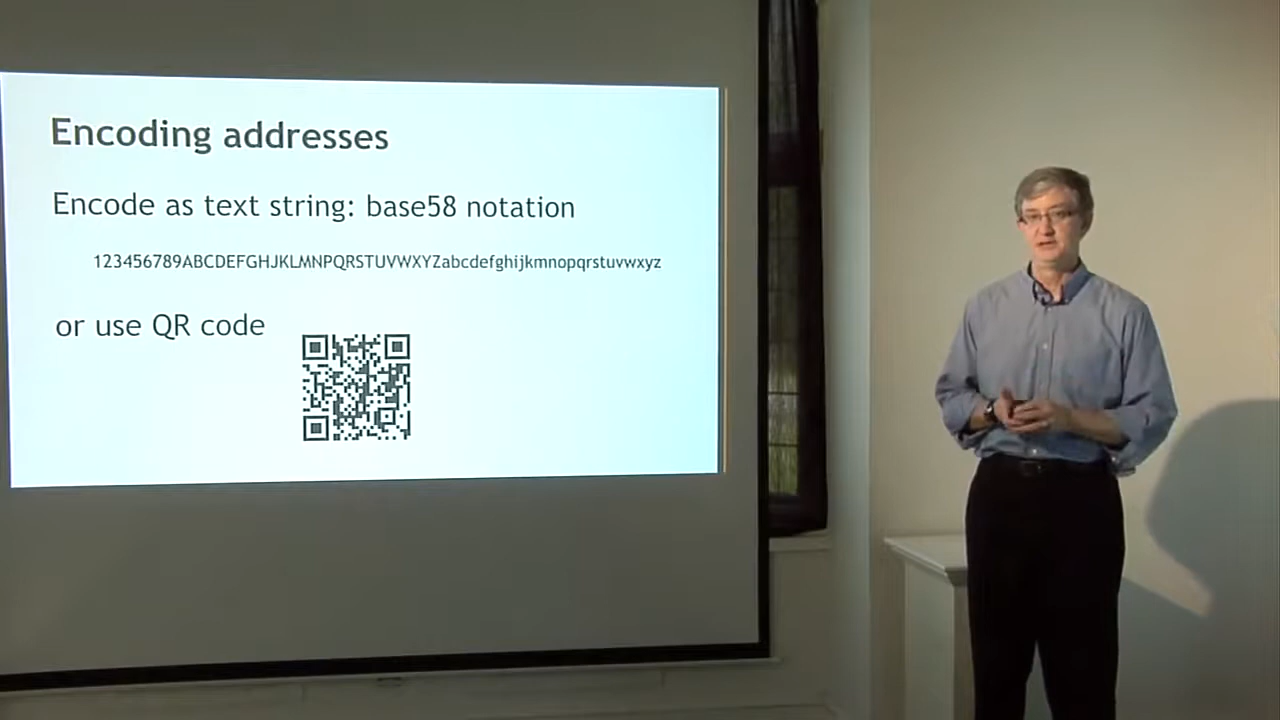 Encoding addresses
Encode as text string: base58 notation
123456789ABCDEFGHJKLMNPQRSTUVWXYZabcdefghijkmnopqrstuvwxyz
or use QR code